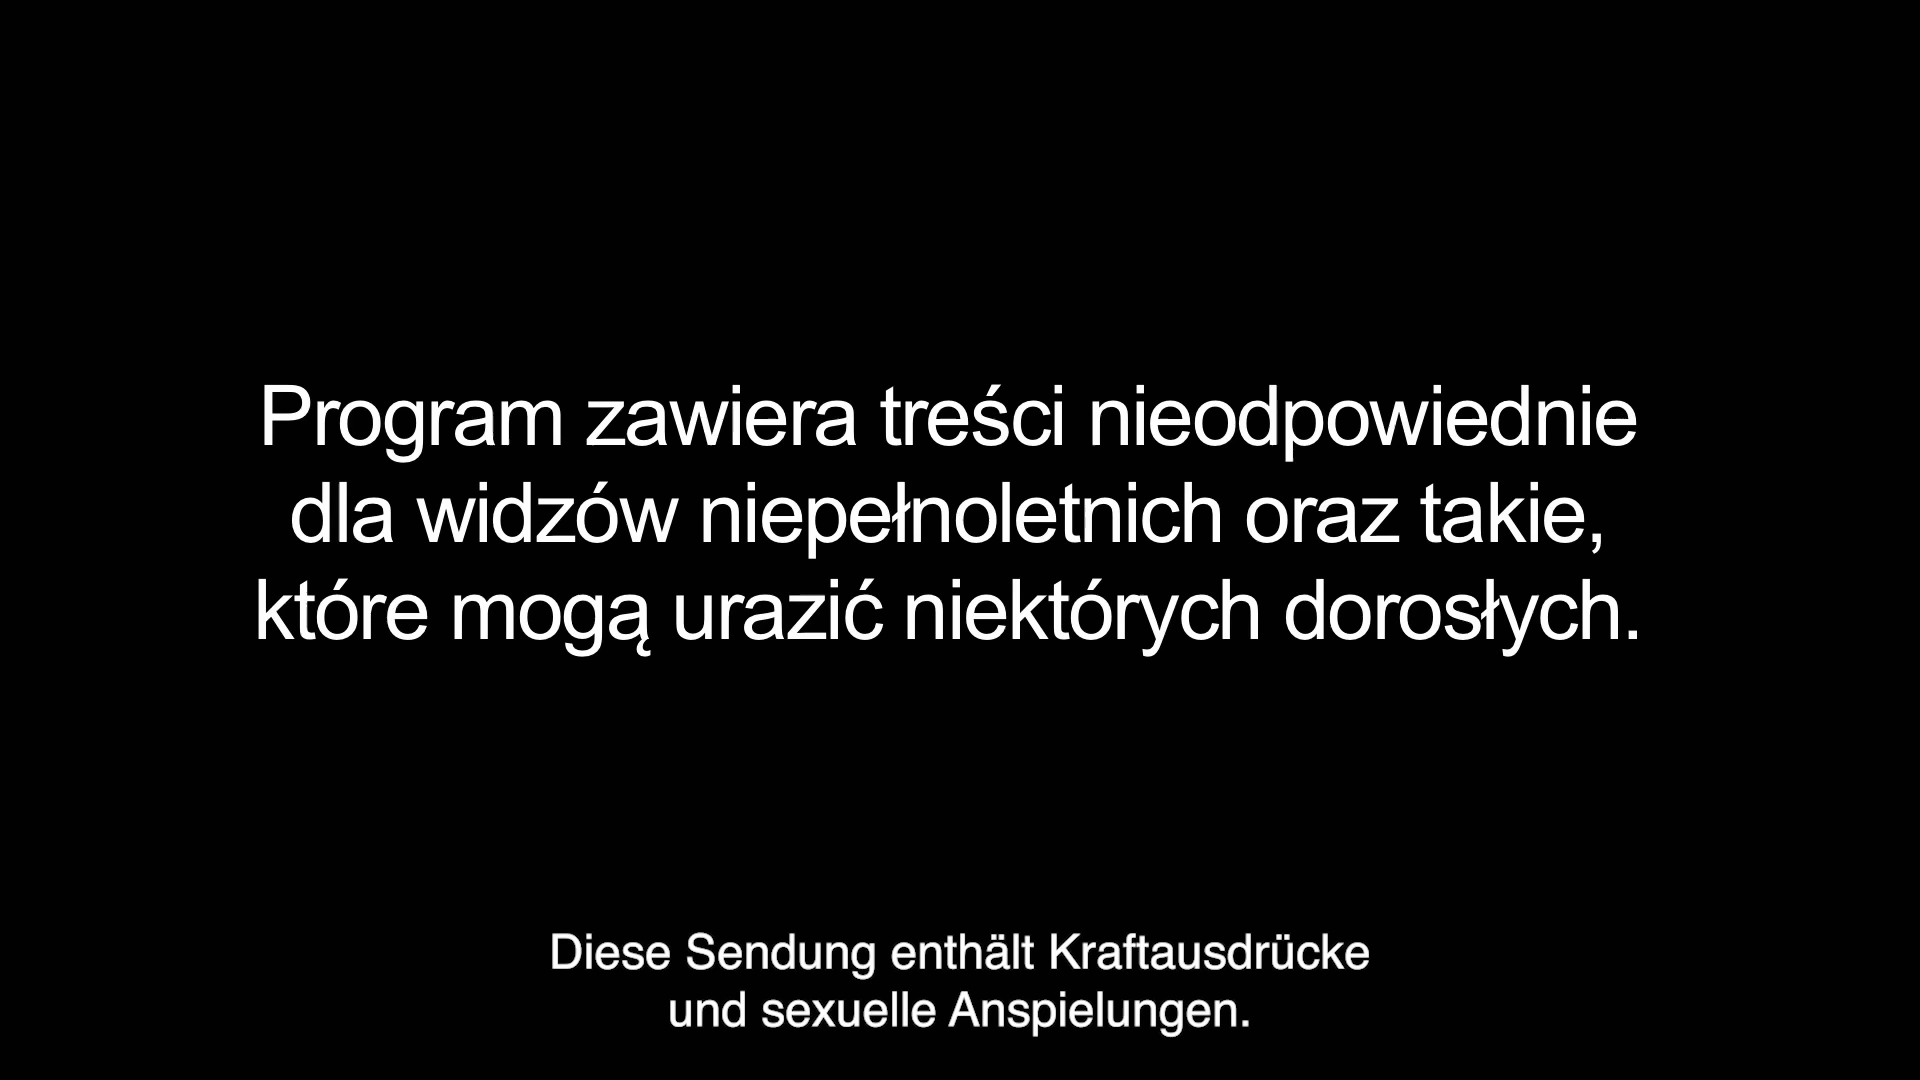 Program zawiera treści nieodpowiednie
dla widzów niepełnoletnich oraz takie,
które mogą urazić niektórych dorosłych.
Diese Sendung enthält Kraftausdrücke
und sexuelle Anspielungen.